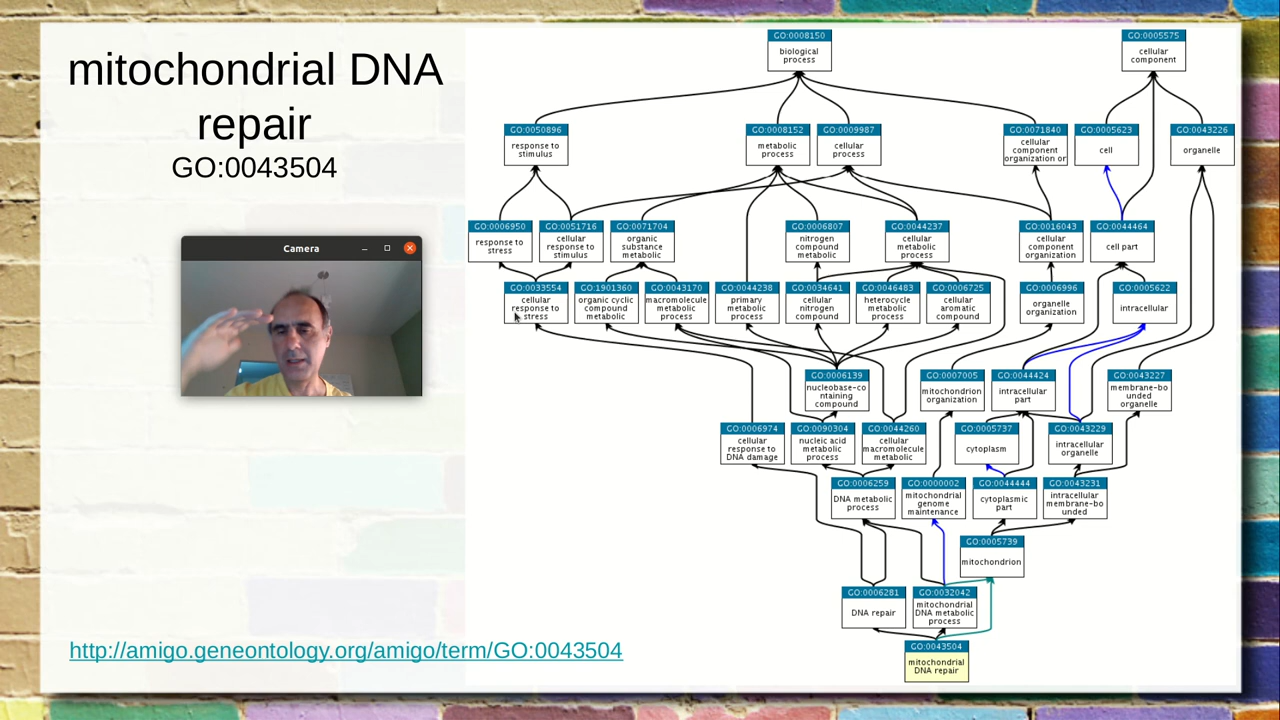 mitochondrial DNA
repair
GO:0043504
Camera
http://amigo.geneontology.org/amigo/term/GO:0043504
GO:0008150
biological
process
GO:0005575
cellular
component
GO:0050896
response to
stimulus
GO:0008152
metabolic
process
GO:0009987
cellular
process
GO:0071840
cellular
component
organization or
GO:0005623
cell
GO:0043226
organelle
GO:0006950
response to
stress
GO:0051716
cellular
response to
stimulus
GO:0071704
organic
substance
metabolic
GO:0006807
nitrogen
compound
metabolic
GO:0044237
cellular
metabolic
process
GO:0016043
cellular
component
organization
GO:0044464
cell part
GO:0033554
cellular
response to
stress
GO:1901360
organic cyclic
compound
metabolic
GO:0043170
macromolecule
metabolic
process
GO:0044238
primary
metabolic
process
GO:0034641
cellular
nitrogen
compound
GO:0046483
heterocycle
metabolic
process
GO:0006725
cellular
aromatic
compound
GO:0006996
organelle
organization
GO:0005622
intracellular
GO:0006139
nucleobase-co
ntaining
compound
GO:0007005
mitochondrion
organization
GO:0044424
intracellular
part
GO:0043227
membrane-bo
unded
organelle
GO:0006974
cellular
response to
DNA damage
GO:0090304
nucleic acid
metabolic
process
GO:0044260
cellular
macromolecule
metabolic
GO:0005737
cytoplasm
GO:0043229
intracellular
organelle
GO:0006259
DNA metabolic
process
GO:0000002
mitochondrial
genome
maintenance
GO:0044444
cytoplasmic
part
GO:0043231
intracellular
membrane-bo
unded
GO:0005739
mitochondrion
GO:0006281
DNA repair
GO:0032042
mitochondrial
DNA metabolic
process
GO:0043504
mitochondrial
DNA repair